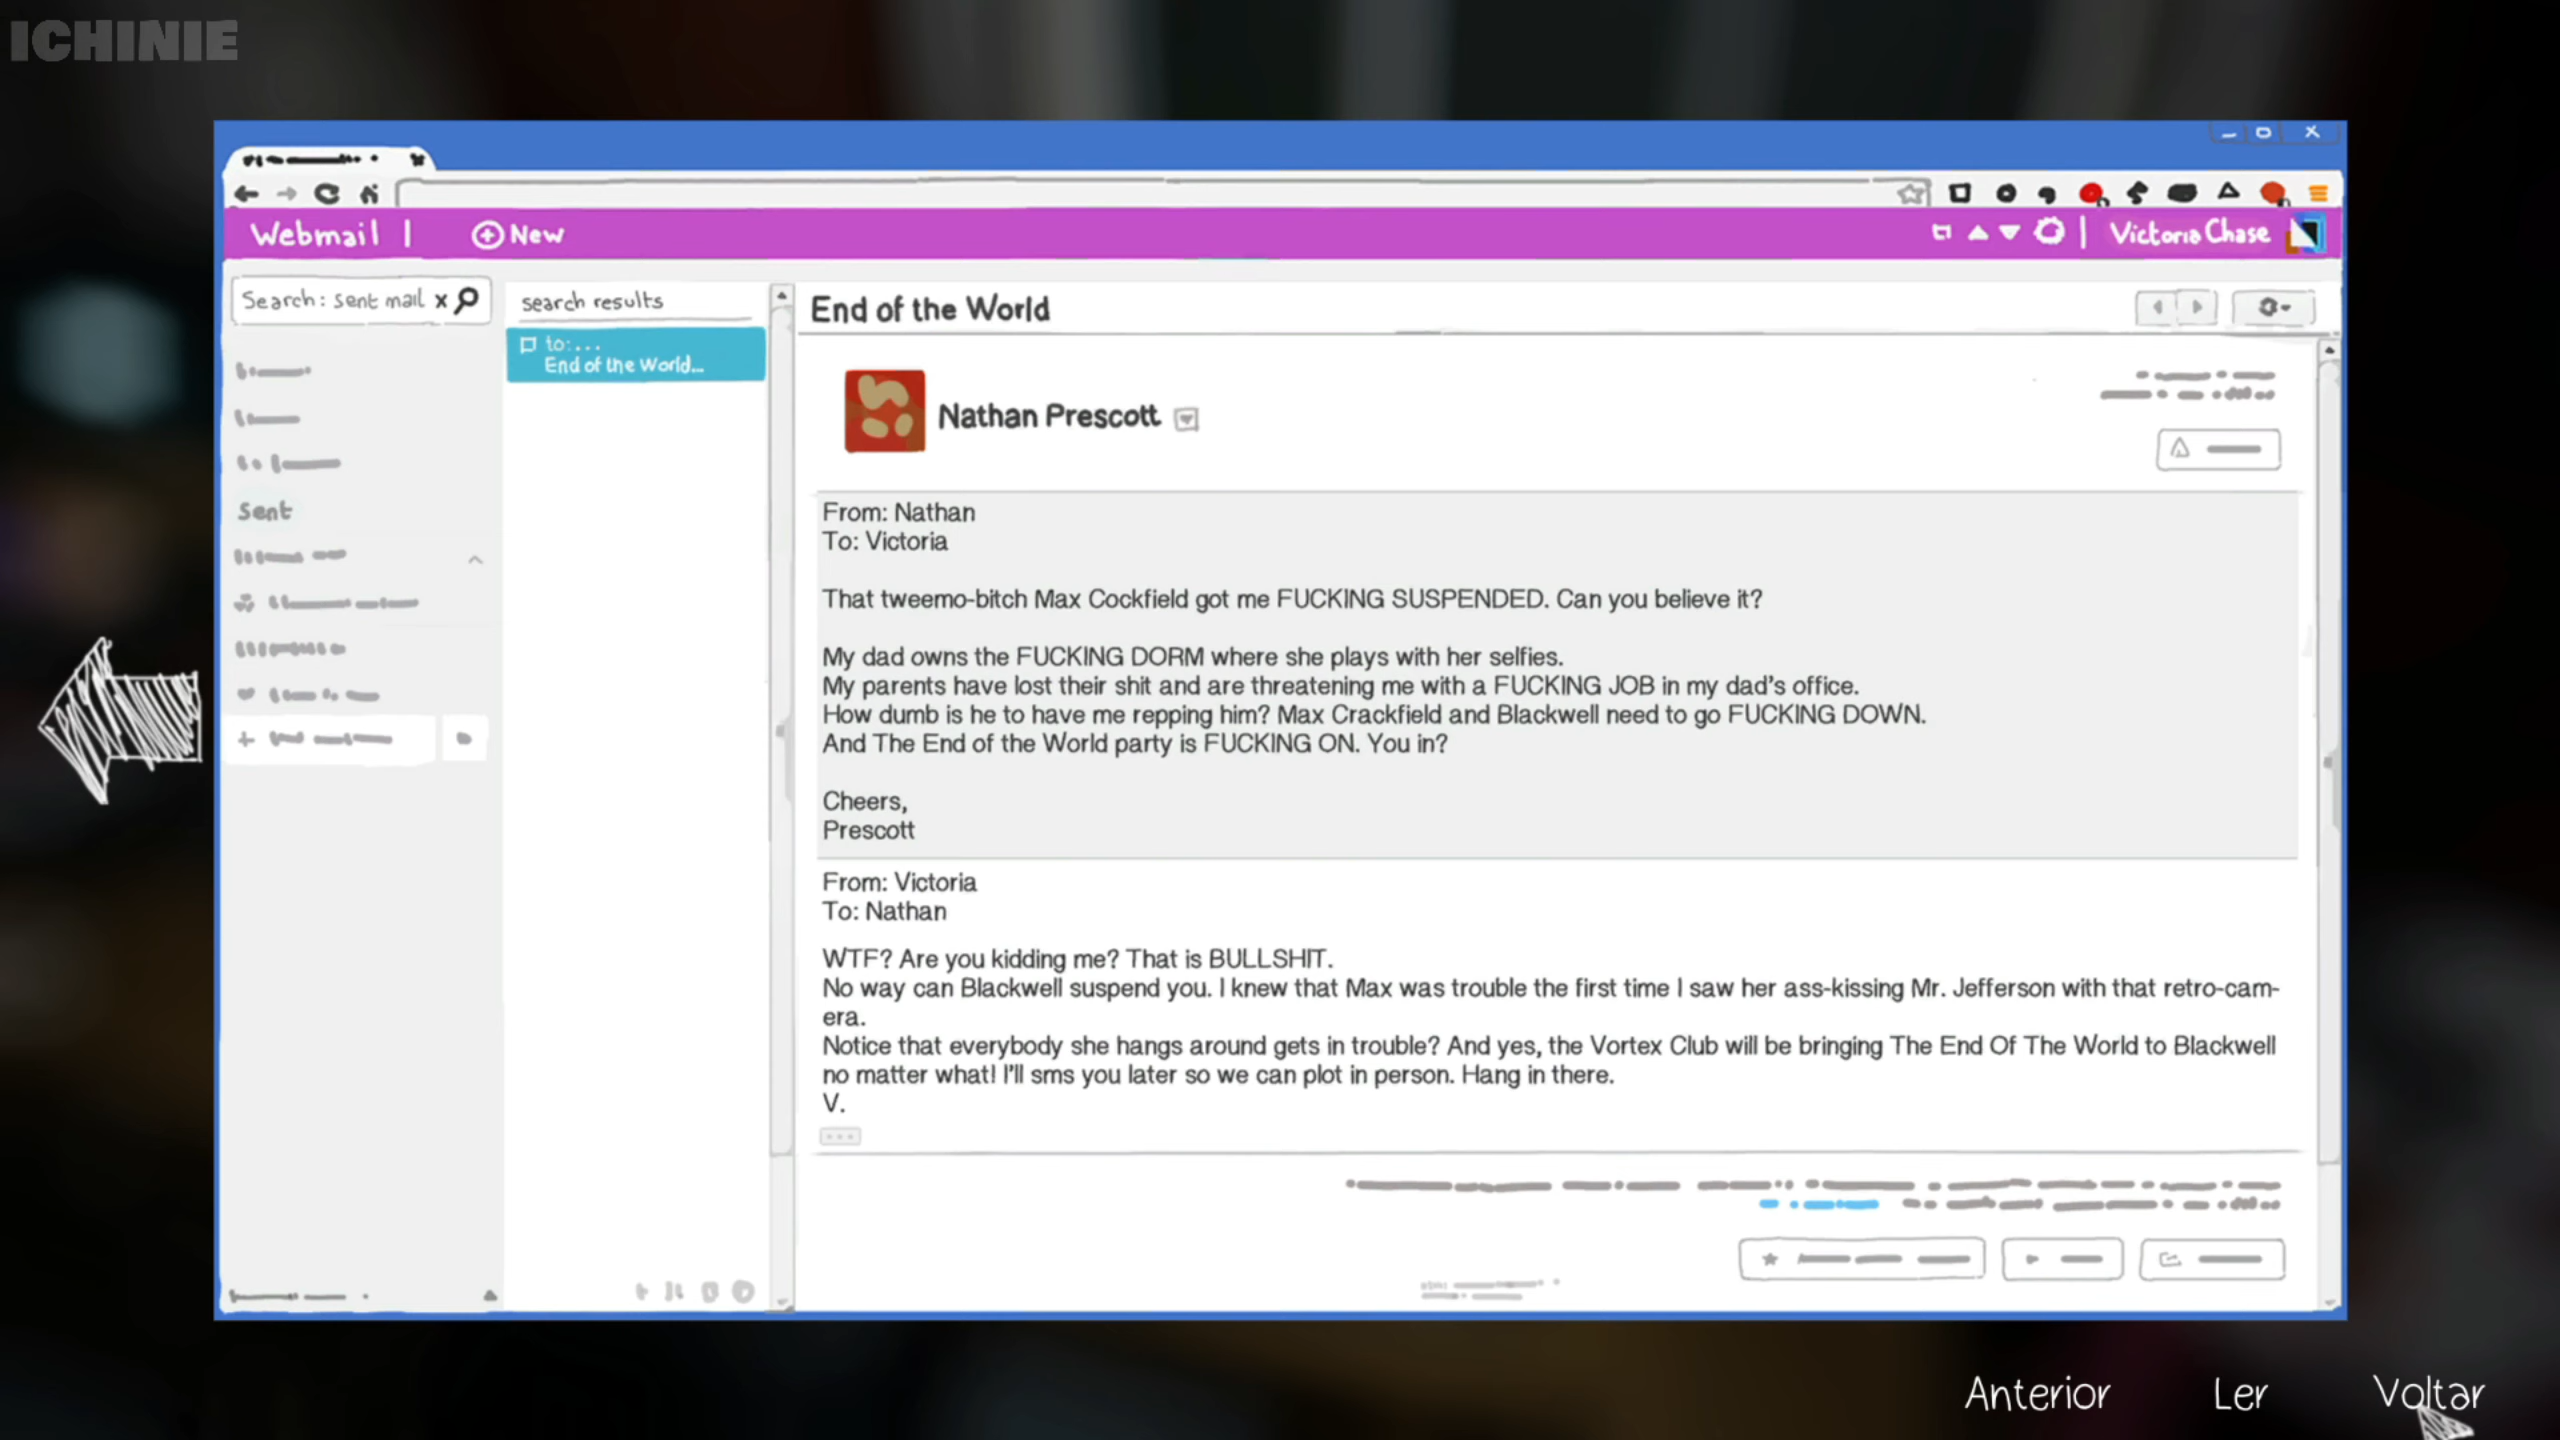 ICHINIE
Webmail |
New
Victoria Chase
Search: sent mail x
search results
to:...
End of the World...
Sent
End of the World
Nathan Prescott
From: Nathan
To: Victoria
That tweemo-bitch Max Cockfield got me FUCKING SUSPENDED. Can you believe it?
My dad owns the FUCKING DORM where she plays with her selfies.
My parents have lost their shit and are threatening me with a FUCKING JOB in my dad's office.
How dumb is he to have me repping him? Max Crackfield and Blackwell need to go FUCKING DOWN.
And The End of the World party is FUCKING ON. You in?
Cheers,
Prescott
From: Victoria
To: Nathan
WTF? Are you kidding me? That is BULLSHIT.
No way can Blackwell suspend you. I knew that Max was trouble the first time I saw her ass-kissing Mr. Jefferson with that retro-cam-
era.
Notice that everybody she hangs around gets in trouble? And yes, the Vortex Club will be bringing The End Of The World to Blackwell
no matter what! I'll sms you later so we can plot in person. Hang in there.
V.
Anterior
Ler
Voltar